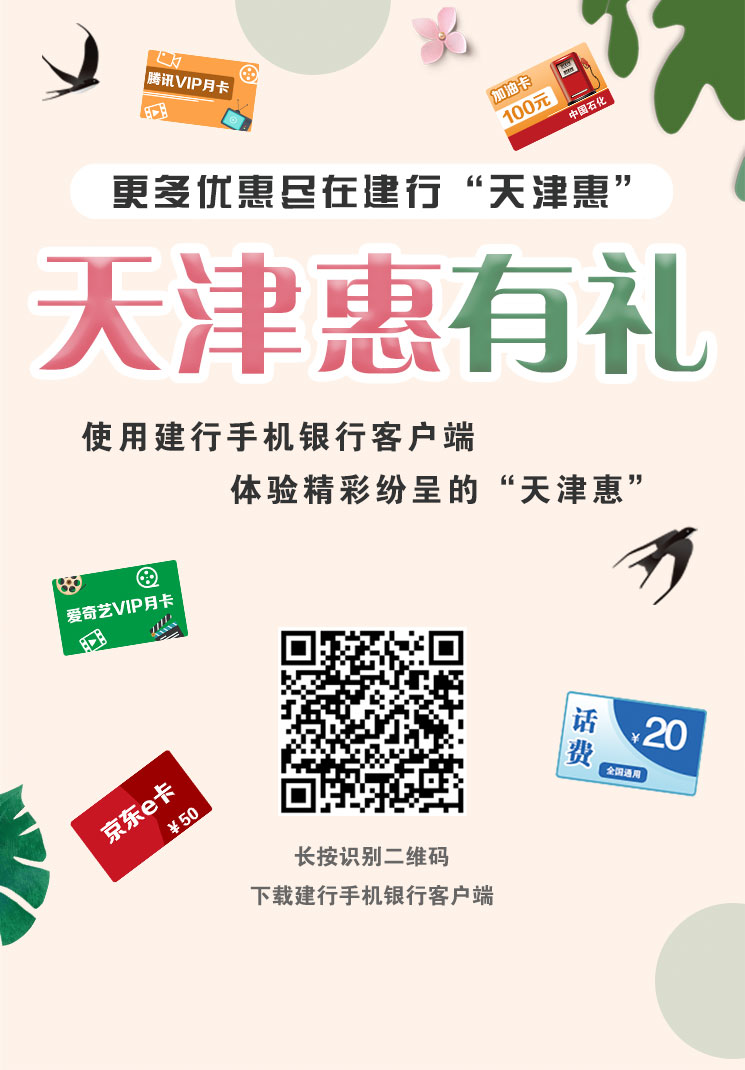 腾讯VIP月卡
加油卡
100元
中国石化
更多优惠尽在建行“天津惠”
天津惠有礼
使用建行手机银行客户端
体验精彩纷呈的“天津惠”
爱奇艺VIP月卡
话费
¥20
全国通用
京东e卡
¥50
长按识别二维码
下载建行手机银行客户端